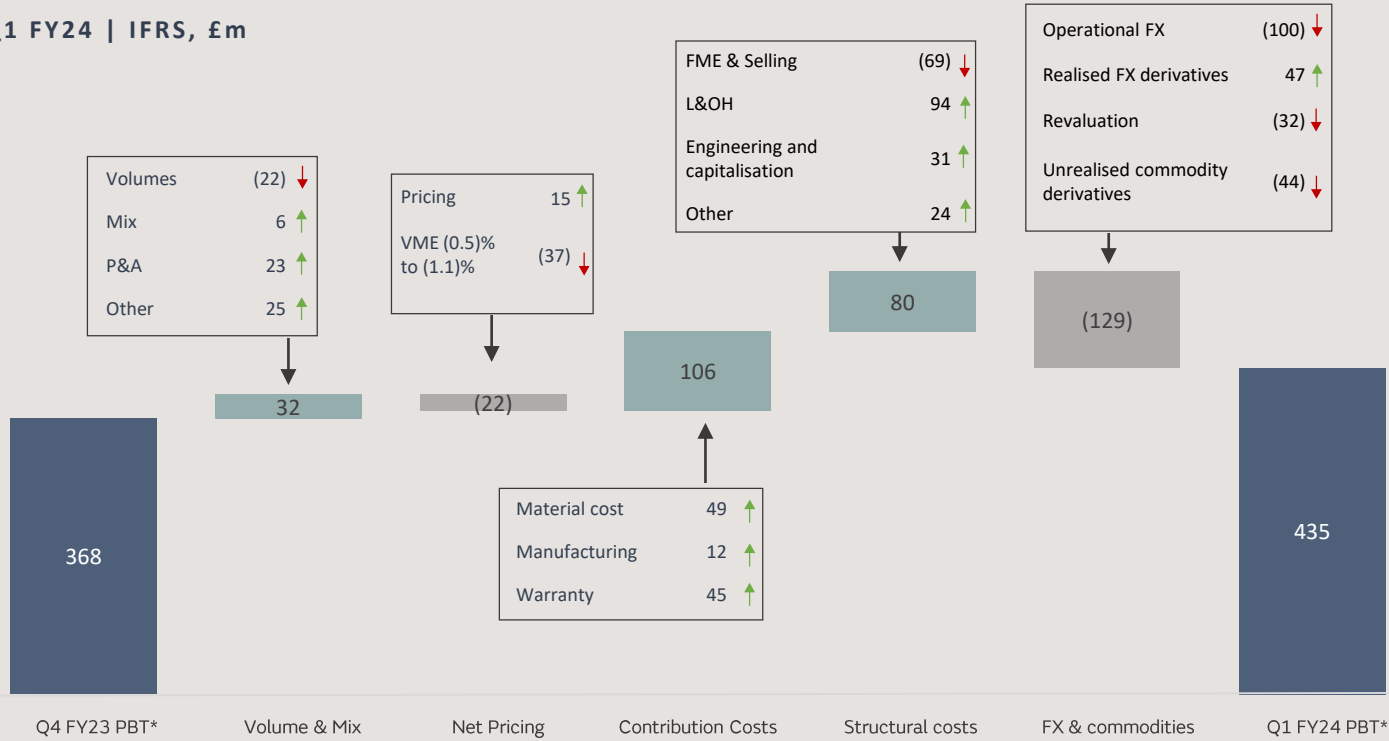 1 FY24 | IFRS, £m
Operational FX (100)
Realised FX derivatives 47
Revaluation (32)
Unrealised commodity
derivatives (44)
FME & Selling (69)
L&OH 94
Engineering and
capitalisation 31
Other 24
Volumes (22)
Mix 6
P&A 23
Other 25
Pricing 15
VME (0.5)%
to (1.1)% (37)
80
(129)
106
32
(22)
Material cost 49
Manufacturing 12
Warranty 45
368
435
Q4 FY23 PBT* Volume & Mix Net Pricing Contribution Costs Structural costs FX & commodities Q1 FY24 PBT*